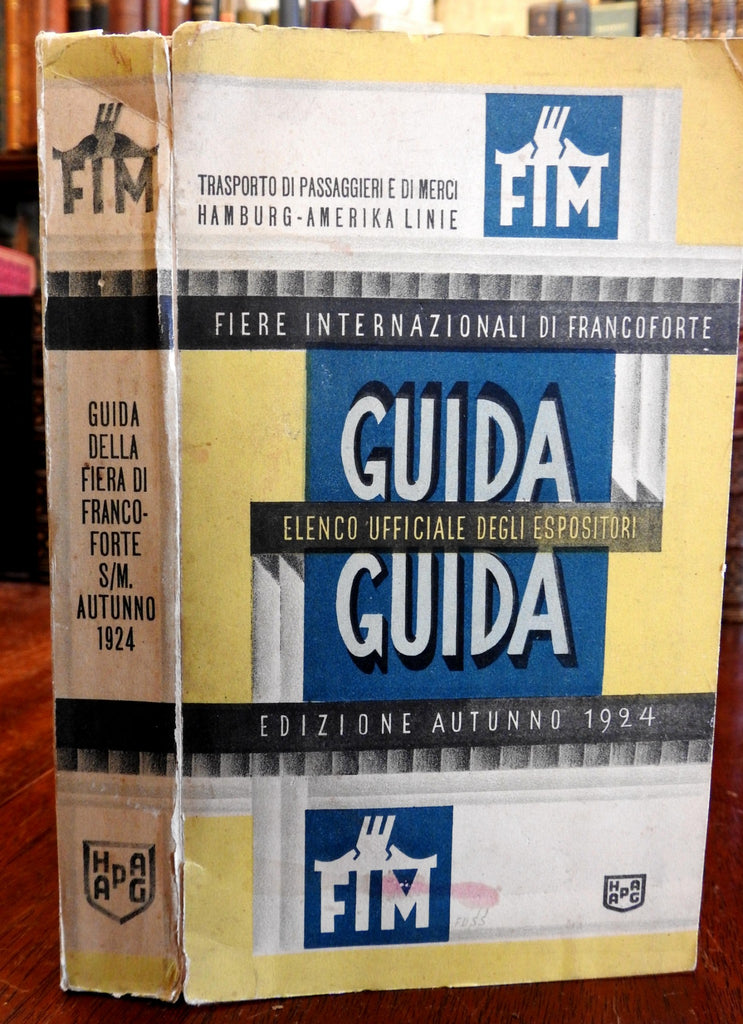 FIM
GUIDA
DELLA
FIERA DI
FRANCO-
FORTE
S/M.
AUTUNNO
1924
HAPAG
TRASPORTO DI PASSAGGIERI E DI MERCI
HAMBURG-AMERIKA LINIE
FIM
FIERE INTERNAZIONALI DI FRANCOFORTE
GUIDA
ELENCO UFFICIALE DEGLI ESPOSITORI
GUIDA
EDIZIONE AUTUNNO 1924
FIM
FUSS
HAPAG